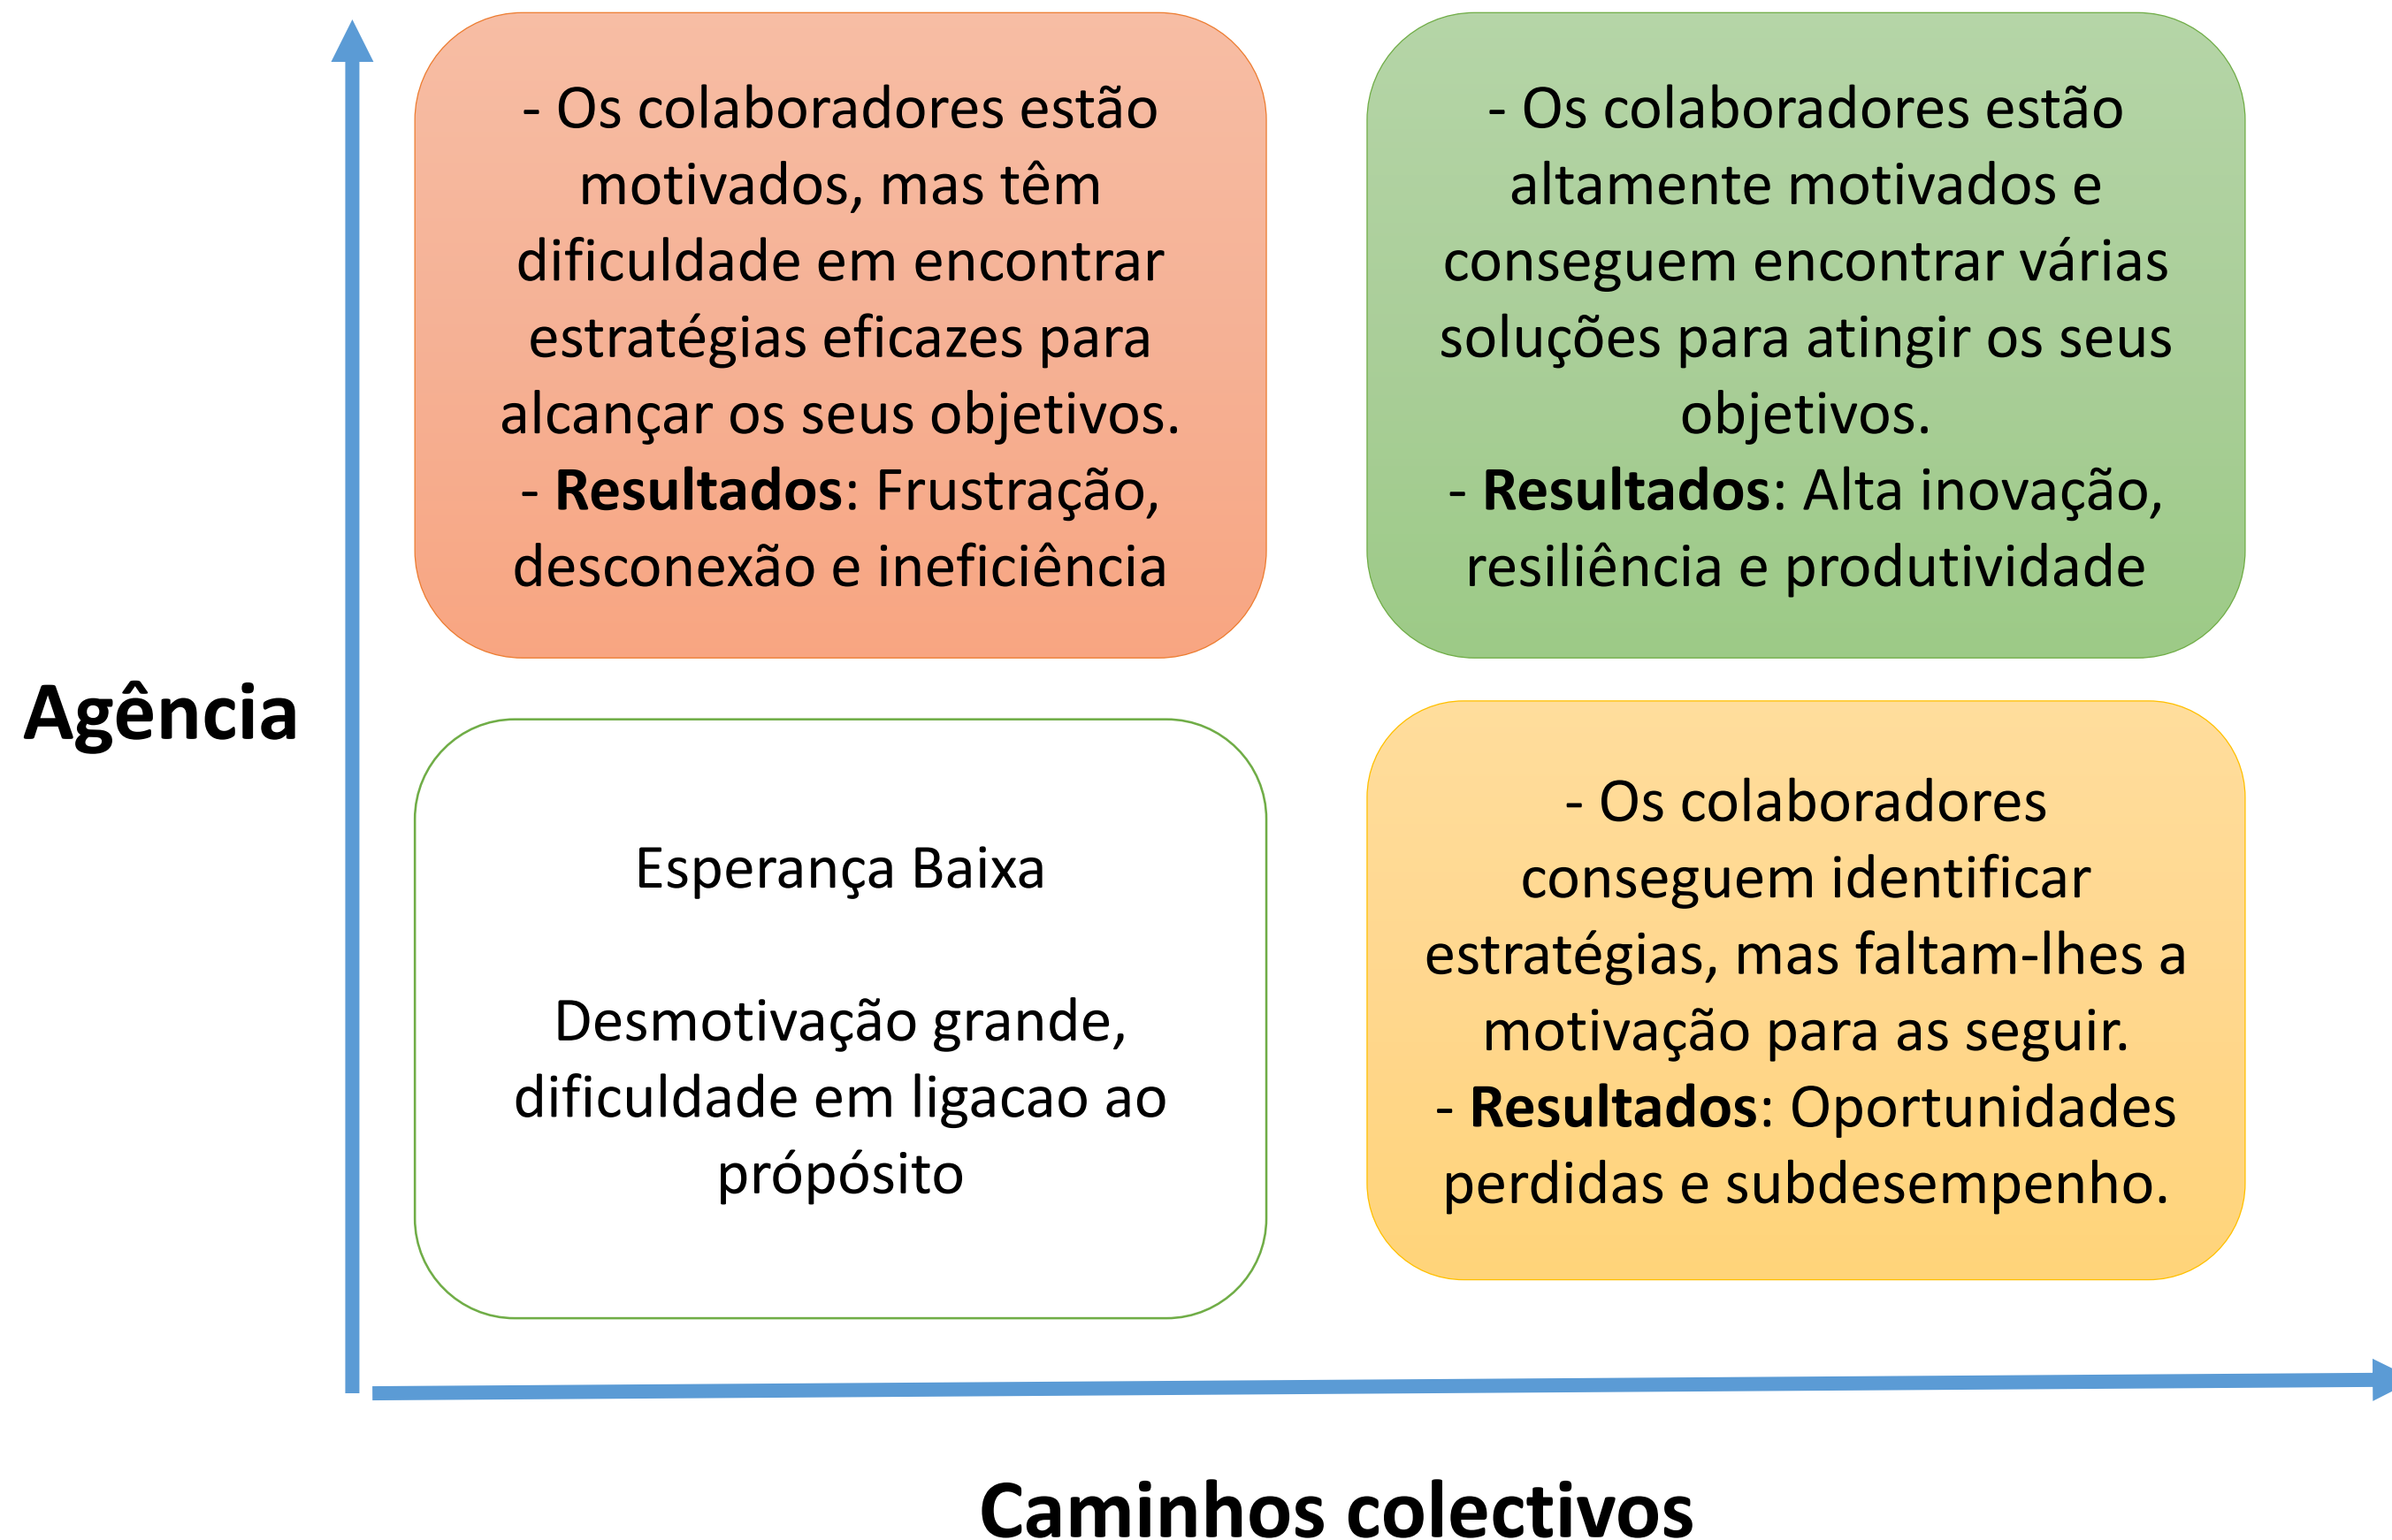 - Os colaboradores estão
motivados, mas têm
dificuldade em encontrar
estratégias eficazes para
alcançar os seus objetivos.
- Resultados: Frustração,
desconexão e ineficiência
- Os colaboradores estão
altamente motivados e
conseguem encontrar várias
soluções para atingir os seus
objetivos.
- Resultados: Alta inovação,
resiliência e produtividade
Agência
Esperança Baixa
Desmotivação grande,
dificuldade em ligacao ao
própósito
- Os colaboradores
conseguem identificar
estratégias, mas faltam-lhes a
motivação para as seguir.
- Resultados: Oportunidades
perdidas e subdesempenho.
Caminhos colectivos